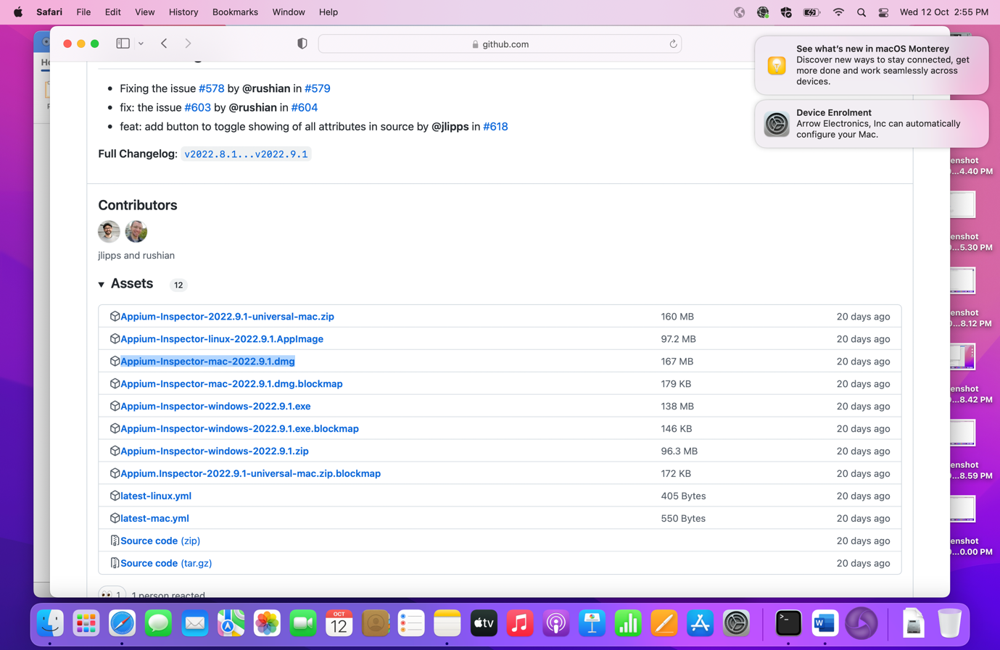 Safari File Edit View History Bookmarks Window Help Wed 12 Oct 2:55 PM
github.com
See what's new in macOS Monterey
Discover new ways to stay connected, get
more done and work seamlessly across
devices.
Device Enrolment
Arrow Electronics, Inc can automatically
configure your Mac.
Fixing the issue #578 by @rushian in #579
fix: the issue #603 by @rushian in #604
feat: add button to toggle showing of all attributes in source by @jlipps in #618
Full Changelog: v2022.8.1...v2022.9.1
Contributors
jlipps and rushian
Assets 12
Appium-Inspector-2022.9.1-universal-mac.zip 160 MB 20 days ago
Appium-Inspector-linux-2022.9.1.AppImage 97.2 MB 20 days ago
Appium-Inspector-mac-2022.9.1.dmg 167 MB 20 days ago
Appium-Inspector-mac-2022.9.1.dmg.blockmap 179 KB 20 days ago
Appium-Inspector-windows-2022.9.1.exe 138 MB 20 days ago
Appium-Inspector-windows-2022.9.1.exe.blockmap 146 KB 20 days ago
Appium-Inspector-windows-2022.9.1.zip 96.3 MB 20 days ago
Appium.Inspector-2022.9.1-universal-mac.zip.blockmap 172 KB 20 days ago
latest-linux.yml 405 Bytes 20 days ago
latest-mac.yml 550 Bytes 20 days ago
Source code (zip) 20 days ago
Source code (tar.gz) 20 days ago
1 1 person reacted
enshot
...4.40 PM
enshot
...5.30 PM
enshot
...8.12 PM
enshot
...8.42 PM
enshot
...8.59 PM
enshot
...0.00 PM
OCT
12
tv
W